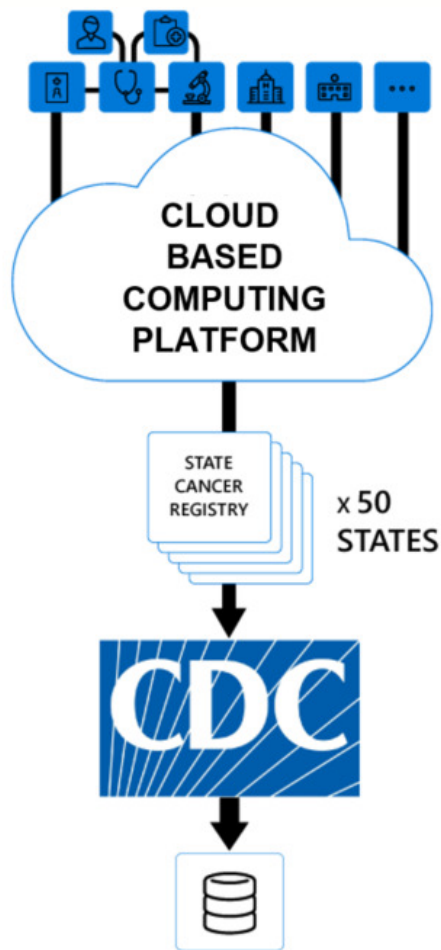 CLOUD
BASED
COMPUTING
PLATFORM
STATE
CANCER
REGISTRY
x 50
STATES
CDC